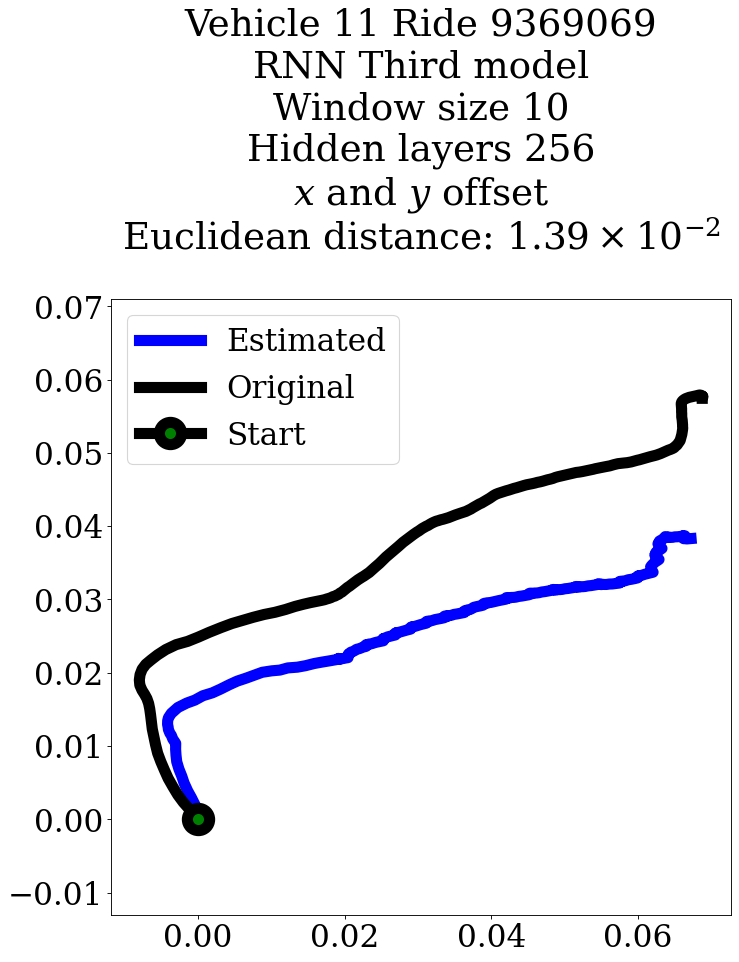 Vehicle 11 Ride 9369069
RNN Third model
Window size 10
Hidden layers 256
x and y offset
Euclidean distance: 1.39 × 10⁻²
0.07
0.06
0.05
0.04
0.03
0.02
0.01
0.00
−0.01
Estimated
Original
Start
0.00 0.02 0.04 0.06